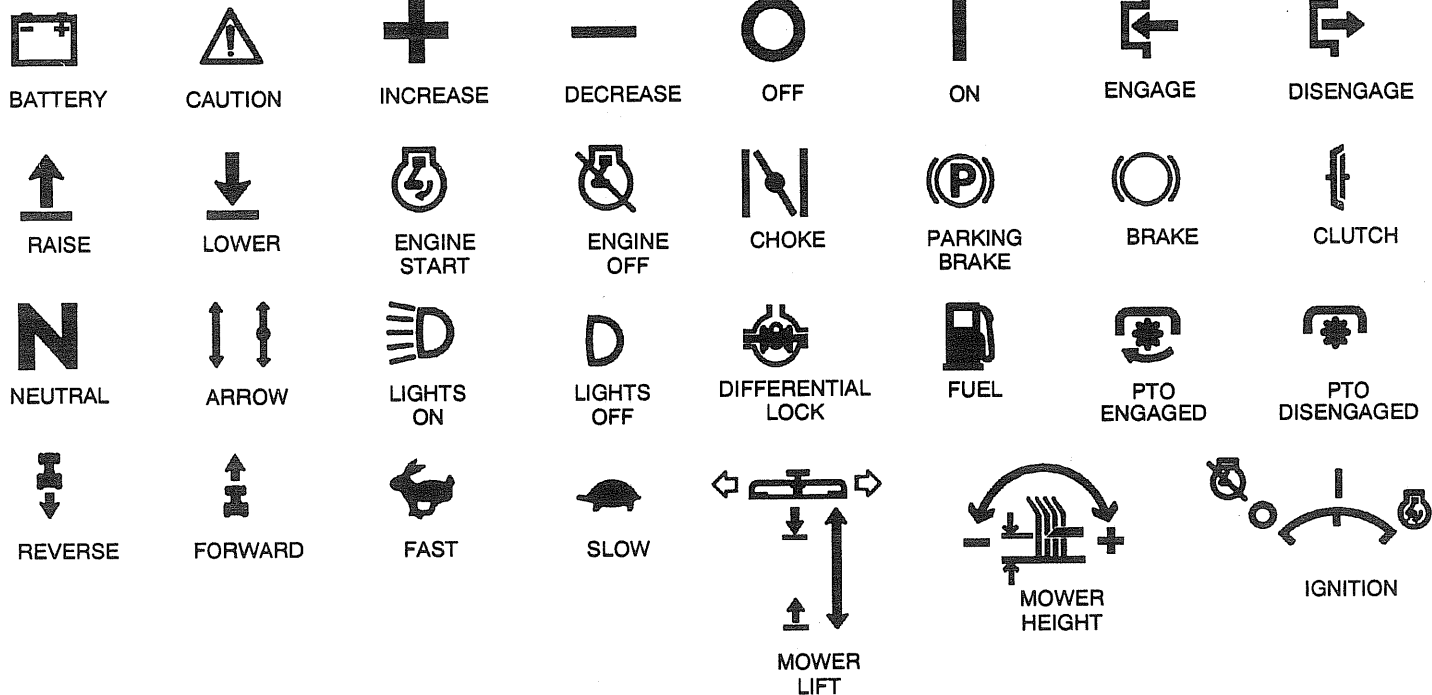 BATTERY CAUTION INCREASE DECREASE OFF ON ENGAGE DISENGAGE
P
RAISE LOWER ENGINE START ENGINE OFF CHOKE PARKING BRAKE BRAKE CLUTCH
N
NEUTRAL ARROW LIGHTS ON LIGHTS OFF DIFFERENTIAL LOCK FUEL PTO ENGAGED PTO DISENGAGED
REVERSE FORWARD FAST SLOW MOWER LIFT MOWER HEIGHT IGNITION